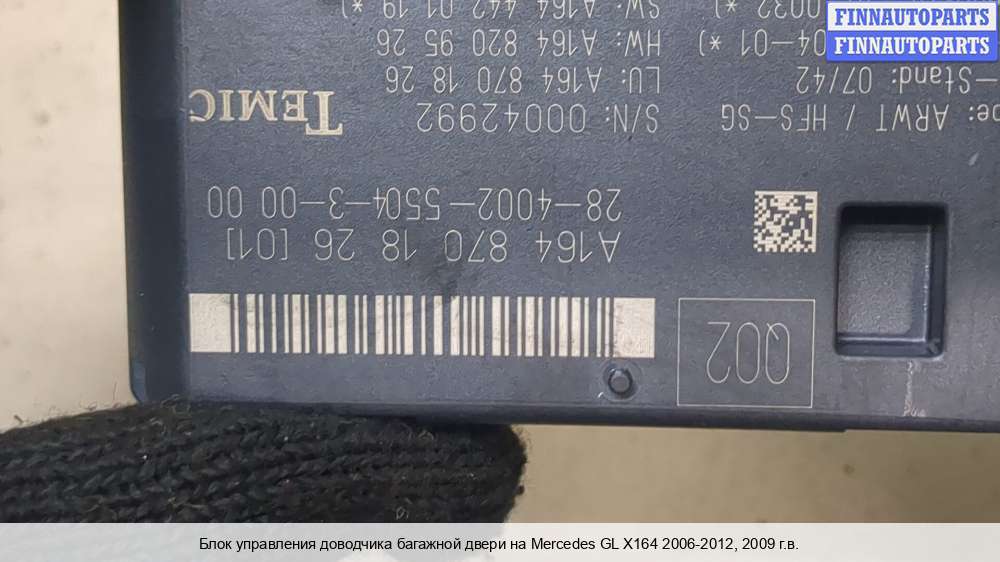 FINNAUTOPARTS
FINNAUTOPARTS
Q02
A164 870 18 26 [01]
28-4002-5504-3-00 00
TEMIC
S/N: 00042992
LU: A164 870 18 26
HW: A164 820 95 26
SW: A164 442 01 19 *)
ARWT / HFS-SG
-Stand: 07/42
04-01 *)
0032 *)
Блок управления доводчика багажной двери на Mercedes GL X164 2006-2012, 2009 г.в.